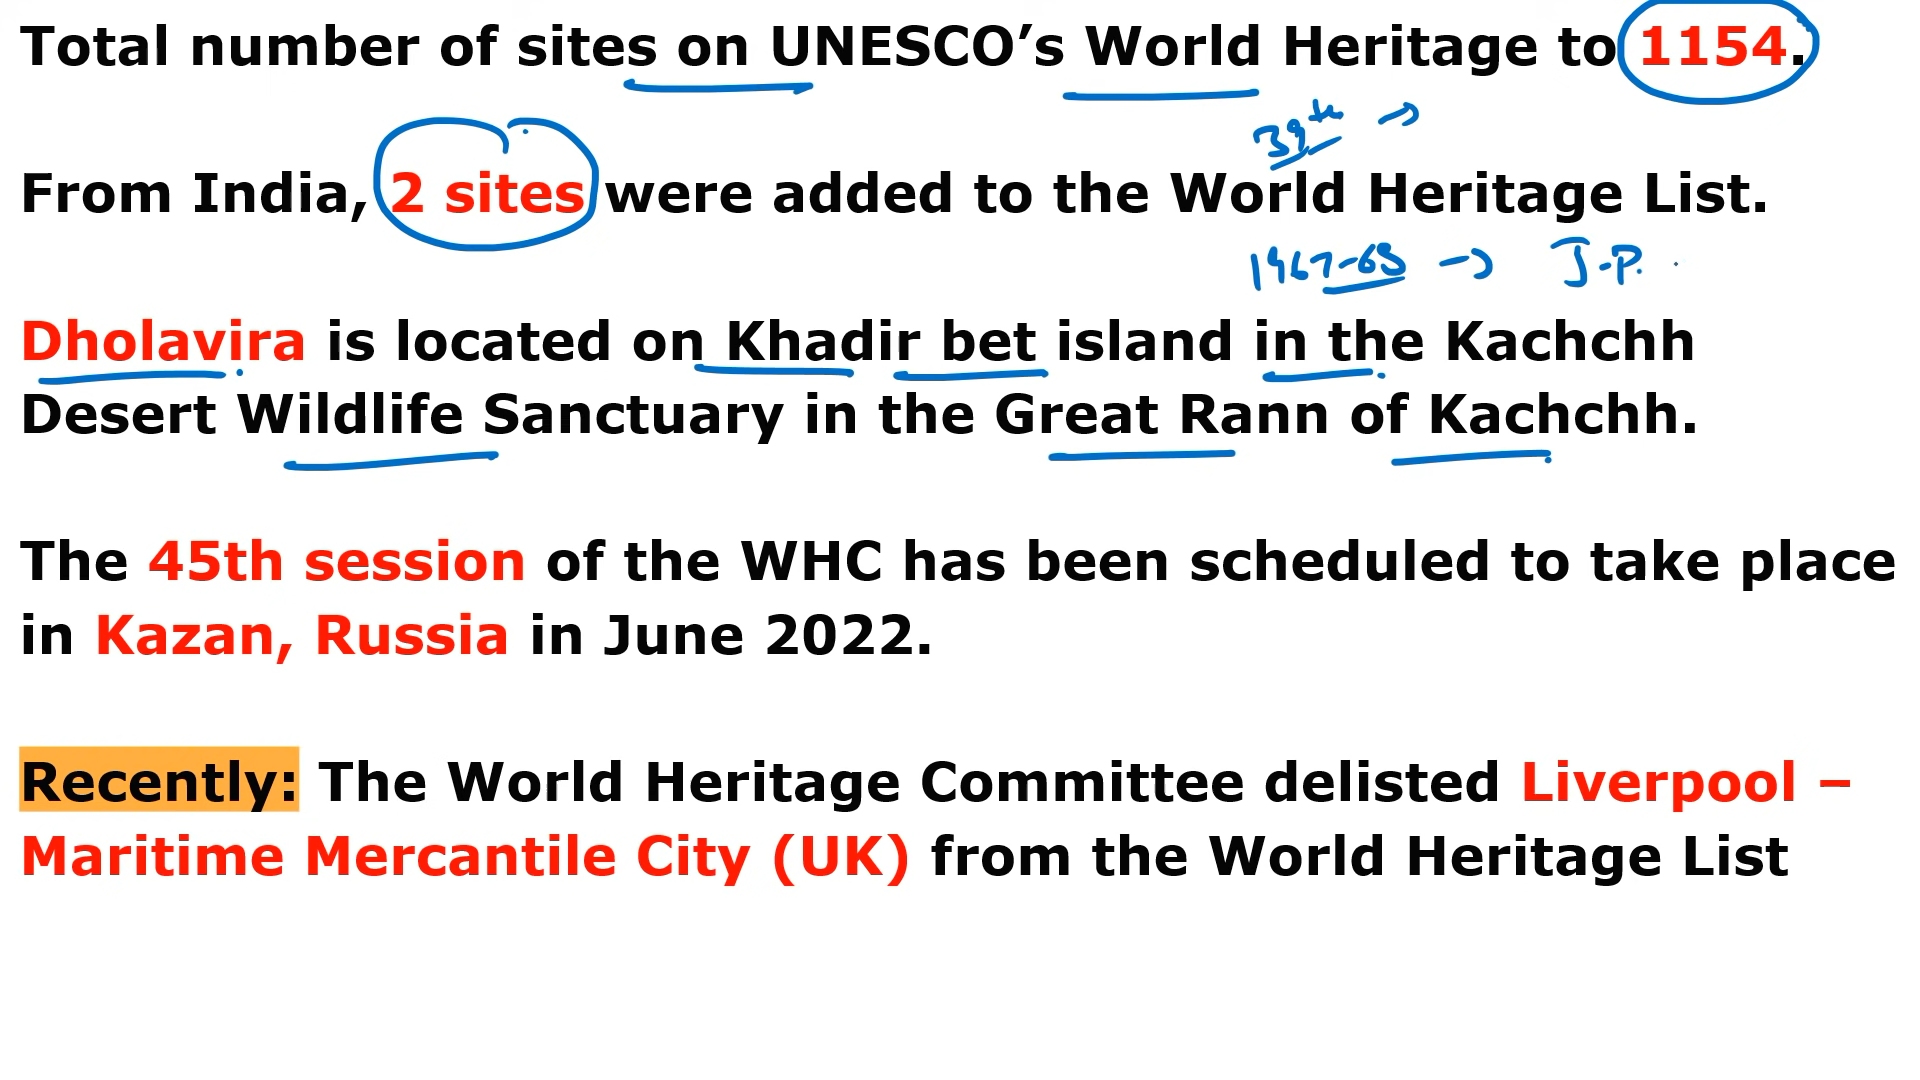 Total number of sites on UNESCO’s World Heritage to 1154.
39th →
From India, 2 sites were added to the World Heritage List.
1967-68 → J.P.
Dholavira is located on Khadir bet island in the Kachchh
Desert Wildlife Sanctuary in the Great Rann of Kachchh.
The 45th session of the WHC has been scheduled to take place
in Kazan, Russia in June 2022.
Recently: The World Heritage Committee delisted Liverpool –
Maritime Mercantile City (UK) from the World Heritage List